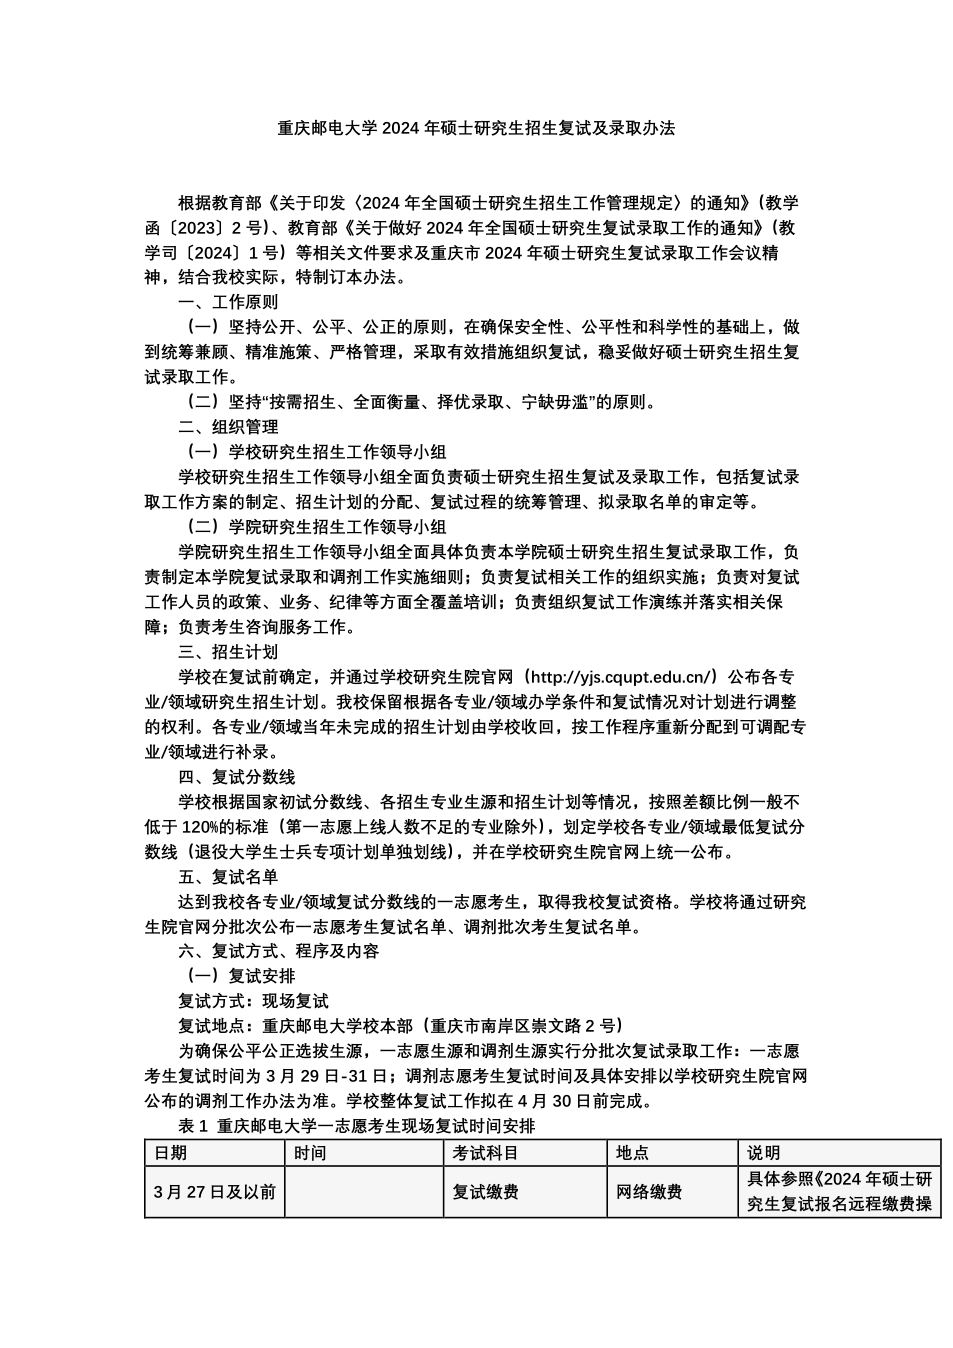 重庆邮电大学 2024 年硕士研究生招生复试及录取办法
根据教育部《关于印发〈2024 年全国硕士研究生招生工作管理规定〉的通知》（教学
函〔2023〕2 号）、教育部《关于做好 2024 年全国硕士研究生复试录取工作的通知》（教
学司〔2024〕1 号）等相关文件要求及重庆市 2024 年硕士研究生复试录取工作会议精
神，结合我校实际，特制订本办法。
一、工作原则
（一）坚持公开、公平、公正的原则，在确保安全性、公平性和科学性的基础上，做
到统筹兼顾、精准施策、严格管理，采取有效措施组织复试，稳妥做好硕士研究生招生复
试录取工作。
（二）坚持“按需招生、全面衡量、择优录取、宁缺毋滥”的原则。
二、组织管理
（一）学校研究生招生工作领导小组
学校研究生招生工作领导小组全面负责硕士研究生招生复试及录取工作，包括复试录
取工作方案的制定、招生计划的分配、复试过程的统筹管理、拟录取名单的审定等。
（二）学院研究生招生工作领导小组
学院研究生招生工作领导小组全面具体负责本学院硕士研究生招生复试录取工作，负
责制定本学院复试录取和调剂工作实施细则；负责复试相关工作的组织实施；负责对复试
工作人员的政策、业务、纪律等方面全覆盖培训；负责组织复试工作演练并落实相关保
障；负责考生咨询服务工作。
三、招生计划
学校在复试前确定，并通过学校研究生院官网（http://yjs.cqupt.edu.cn/）公布各专
业/领域研究生招生计划。我校保留根据各专业/领域办学条件和复试情况对计划进行调整
的权利。各专业/领域当年未完成的招生计划由学校收回，按工作程序重新分配到可调配专
业/领域进行补录。
四、复试分数线
学校根据国家初试分数线、各招生专业生源和招生计划等情况，按照差额比例一般不
低于 120%的标准（第一志愿上线人数不足的专业除外），划定学校各专业/领域最低复试分
数线（退役大学生士兵专项计划单独划线），并在学校研究生院官网上统一公布。
五、复试名单
达到我校各专业/领域复试分数线的一志愿考生，取得我校复试资格。学校将通过研究
生院官网分批次公布一志愿考生复试名单、调剂批次考生复试名单。
六、复试方式、程序及内容
（一）复试安排
复试方式：现场复试
复试地点：重庆邮电大学校本部（重庆市南岸区崇文路 2 号）
为确保公平公正选拔生源，一志愿生源和调剂生源实行分批次复试录取工作：一志愿
考生复试时间为 3 月 29 日-31 日；调剂志愿考生复试时间及具体安排以学校研究生院官网
公布的调剂工作办法为准。学校整体复试工作拟在 4 月 30 日前完成。
表 1 重庆邮电大学一志愿考生现场复试时间安排
日期 时间 考试科目 地点 说明
3 月 27 日及以前 复试缴费 网络缴费 具体参照《2024 年硕士研
究生复试报名远程缴费操